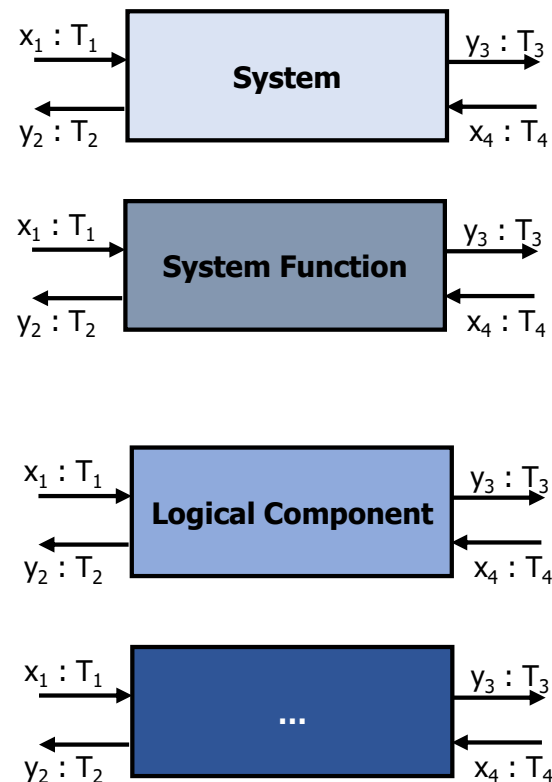 x₁ : T₁
y₃ : T₃
System
y₂ : T₂
x₄ : T₄
x₁ : T₁
y₃ : T₃
System Function
y₂ : T₂
x₄ : T₄
x₁ : T₁
y₃ : T₃
Logical Component
y₂ : T₂
x₄ : T₄
x₁ : T₁
y₃ : T₃
...
y₂ : T₂
x₄ : T₄